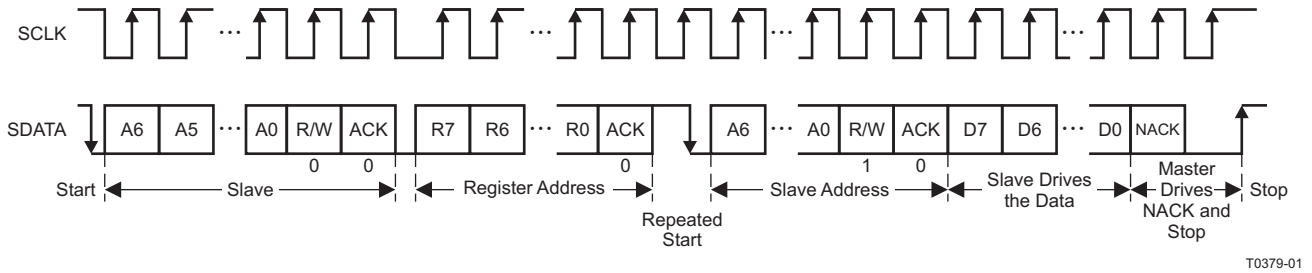 SCLK ... ... ... ...
SDATA A6 A5 ... A0 R/W ACK R7 R6 ... R0 ACK A6 ... A0 R/W ACK D7 D6 ... D0 NACK
0 0 0 1 0
Start Slave Register Address Slave Address Slave Drives the Data Master Drives NACK and Stop Stop
Repeated Start
T0379-01